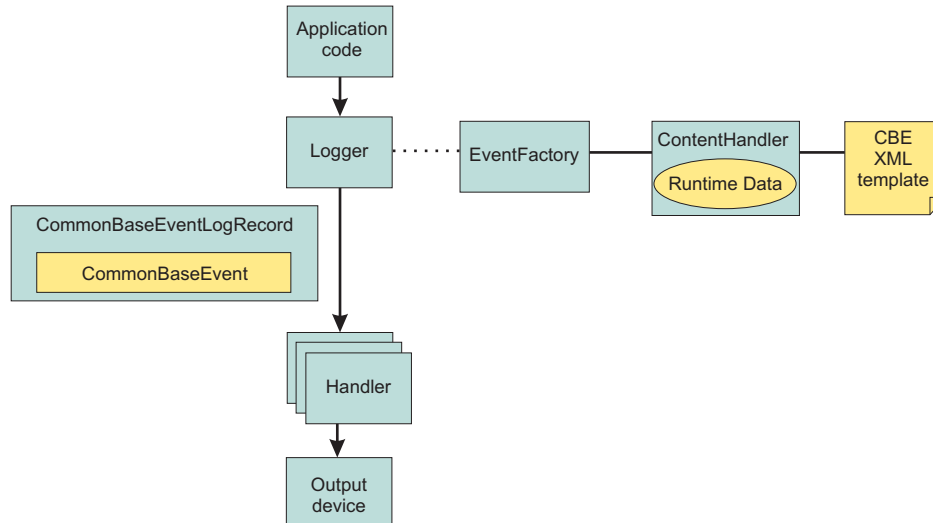 Application
code
Logger
EventFactory
ContentHandler
Runtime Data
CBE
XML
template
CommonBaseEventLogRecord
CommonBaseEvent
Handler
Output
device